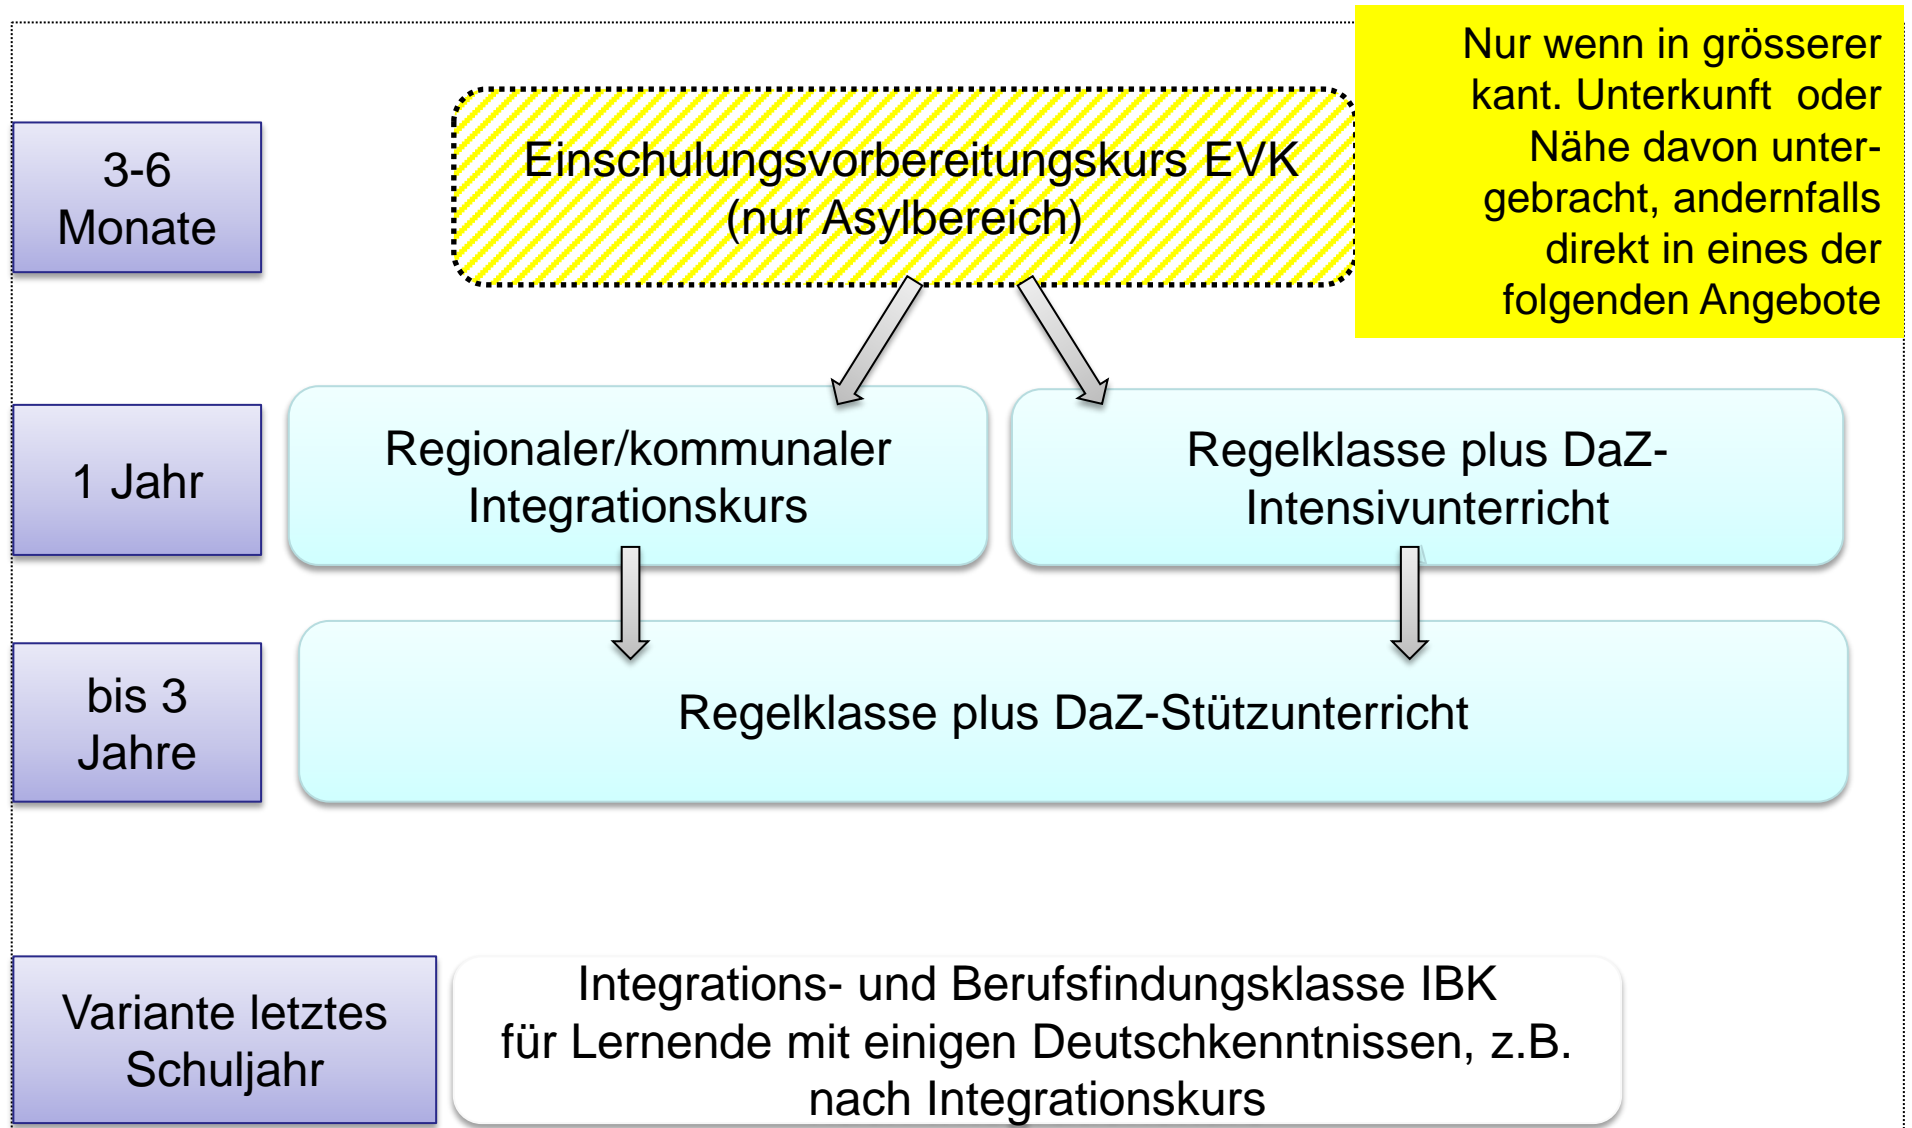 Nur wenn in grösserer
kant. Unterkunft oder
Nähe davon unter-
gebracht, andernfalls
direkt in eines der
folgenden Angebote
3-6
Monate
Einschulungsvorbereitungskurs EVK
(nur Asylbereich)
1 Jahr
Regionaler/kommunaler
Integrationskurs
Regelklasse plus DaZ-
Intensivunterricht
bis 3
Jahre
Regelklasse plus DaZ-Stützunterricht
Variante letztes
Schuljahr
Integrations- und Berufsfindungsklasse IBK
für Lernende mit einigen Deutschkenntnissen, z.B.
nach Integrationskurs